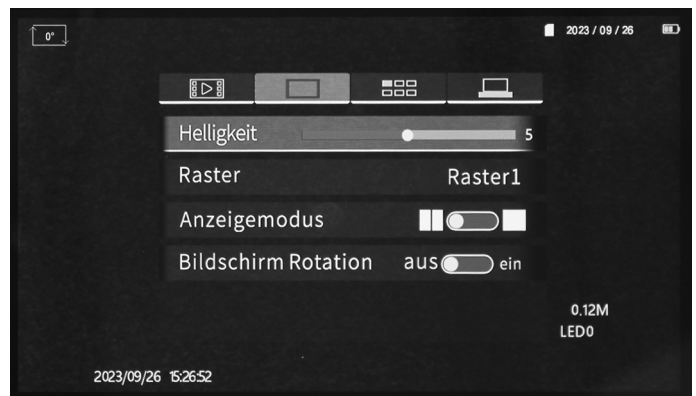 0°
2023 / 09 / 26
Helligkeit 5
Raster Raster1
Anzeigemodus
Bildschirm Rotation aus ein
0.12M
LED0
2023/09/26 15:26:52